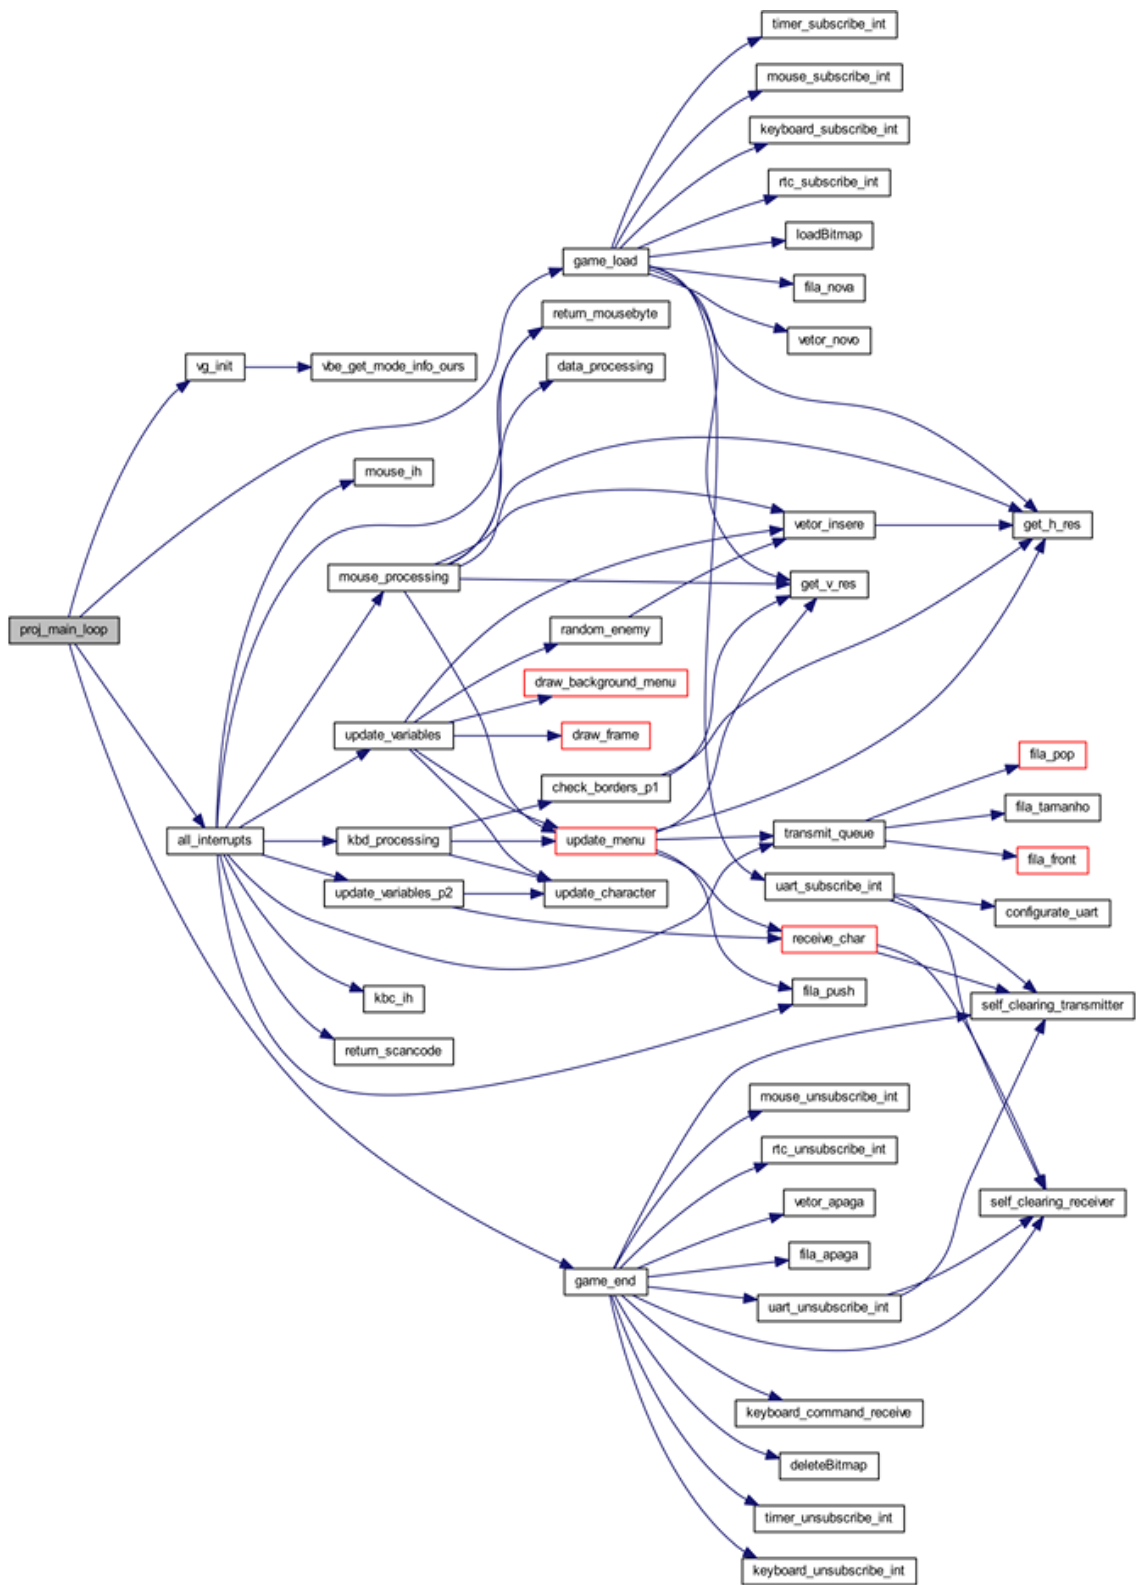 timer_subscribe_int
mouse_subscribe_int
keyboard_subscribe_int
rtc_subscribe_int
loadBitmap
game_load
fila_nova
return_mousebyte
vetor_novo
vg_init
vbe_get_mode_info_ours
data_processing
mouse_ih
vetor_insere
get_h_res
mouse_processing
get_v_res
proj_main_loop
random_enemy
draw_background_menu
update_variables
draw_frame
fila_pop
check_borders_p1
fila_tamanho
all_interrupts
kbd_processing
update_menu
transmit_queue
fila_front
update_variables_p2
update_character
uart_subscribe_int
configurate_uart
receive_char
kbc_ih
fila_push
self_clearing_transmitter
return_scancode
mouse_unsubscribe_int
rtc_unsubscribe_int
vetor_apaga
self_clearing_receiver
fila_apaga
game_end
uart_unsubscribe_int
keyboard_command_receive
deleteBitmap
timer_unsubscribe_int
keyboard_unsubscribe_int